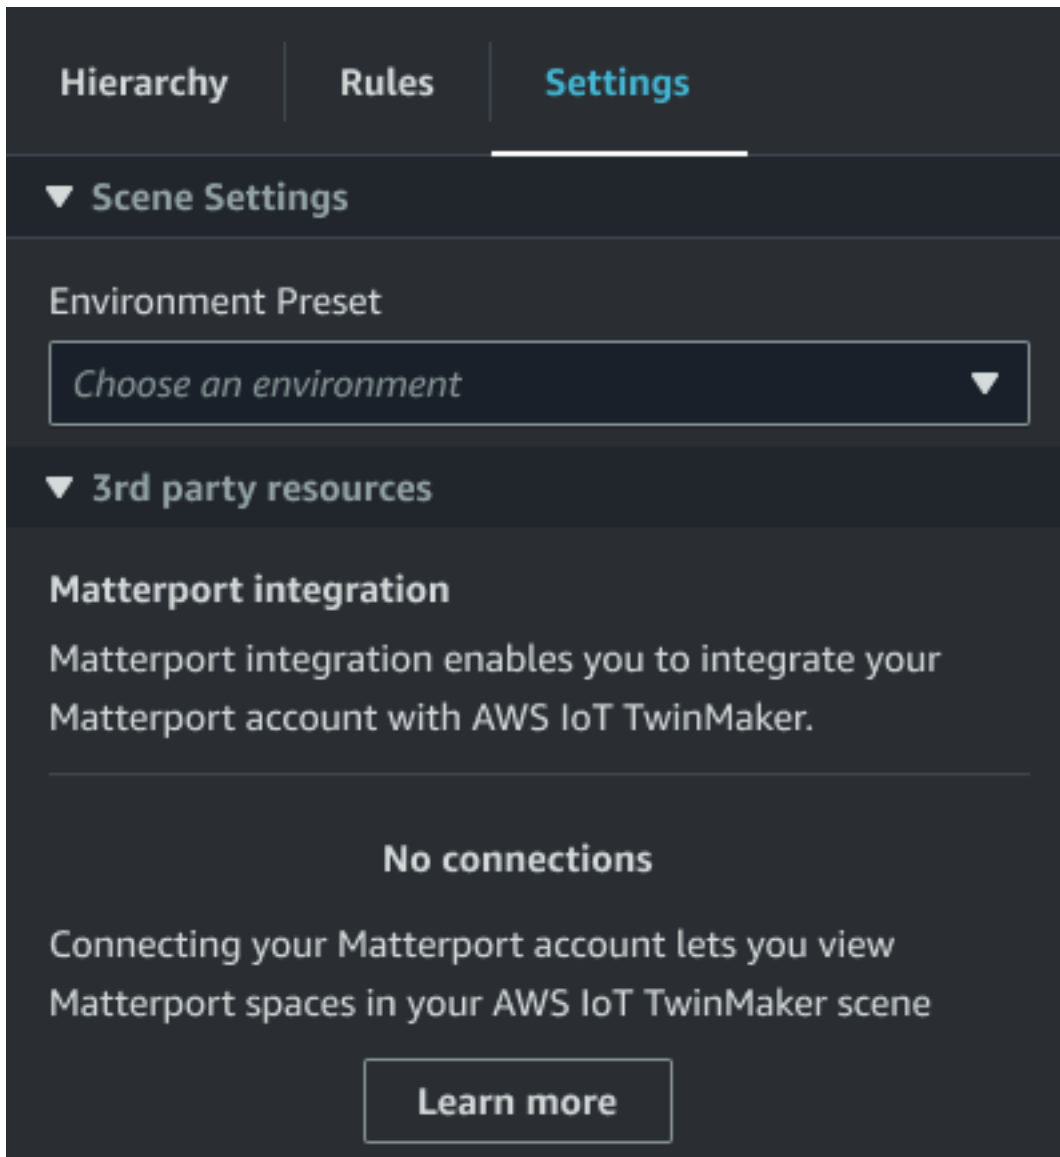 Hierarchy Rules Settings
Scene Settings
Environment Preset
Choose an environment
3rd party resources
Matterport integration
Matterport integration enables you to integrate your
Matterport account with AWS IoT TwinMaker.
No connections
Connecting your Matterport account lets you view
Matterport spaces in your AWS IoT TwinMaker scene
Learn more